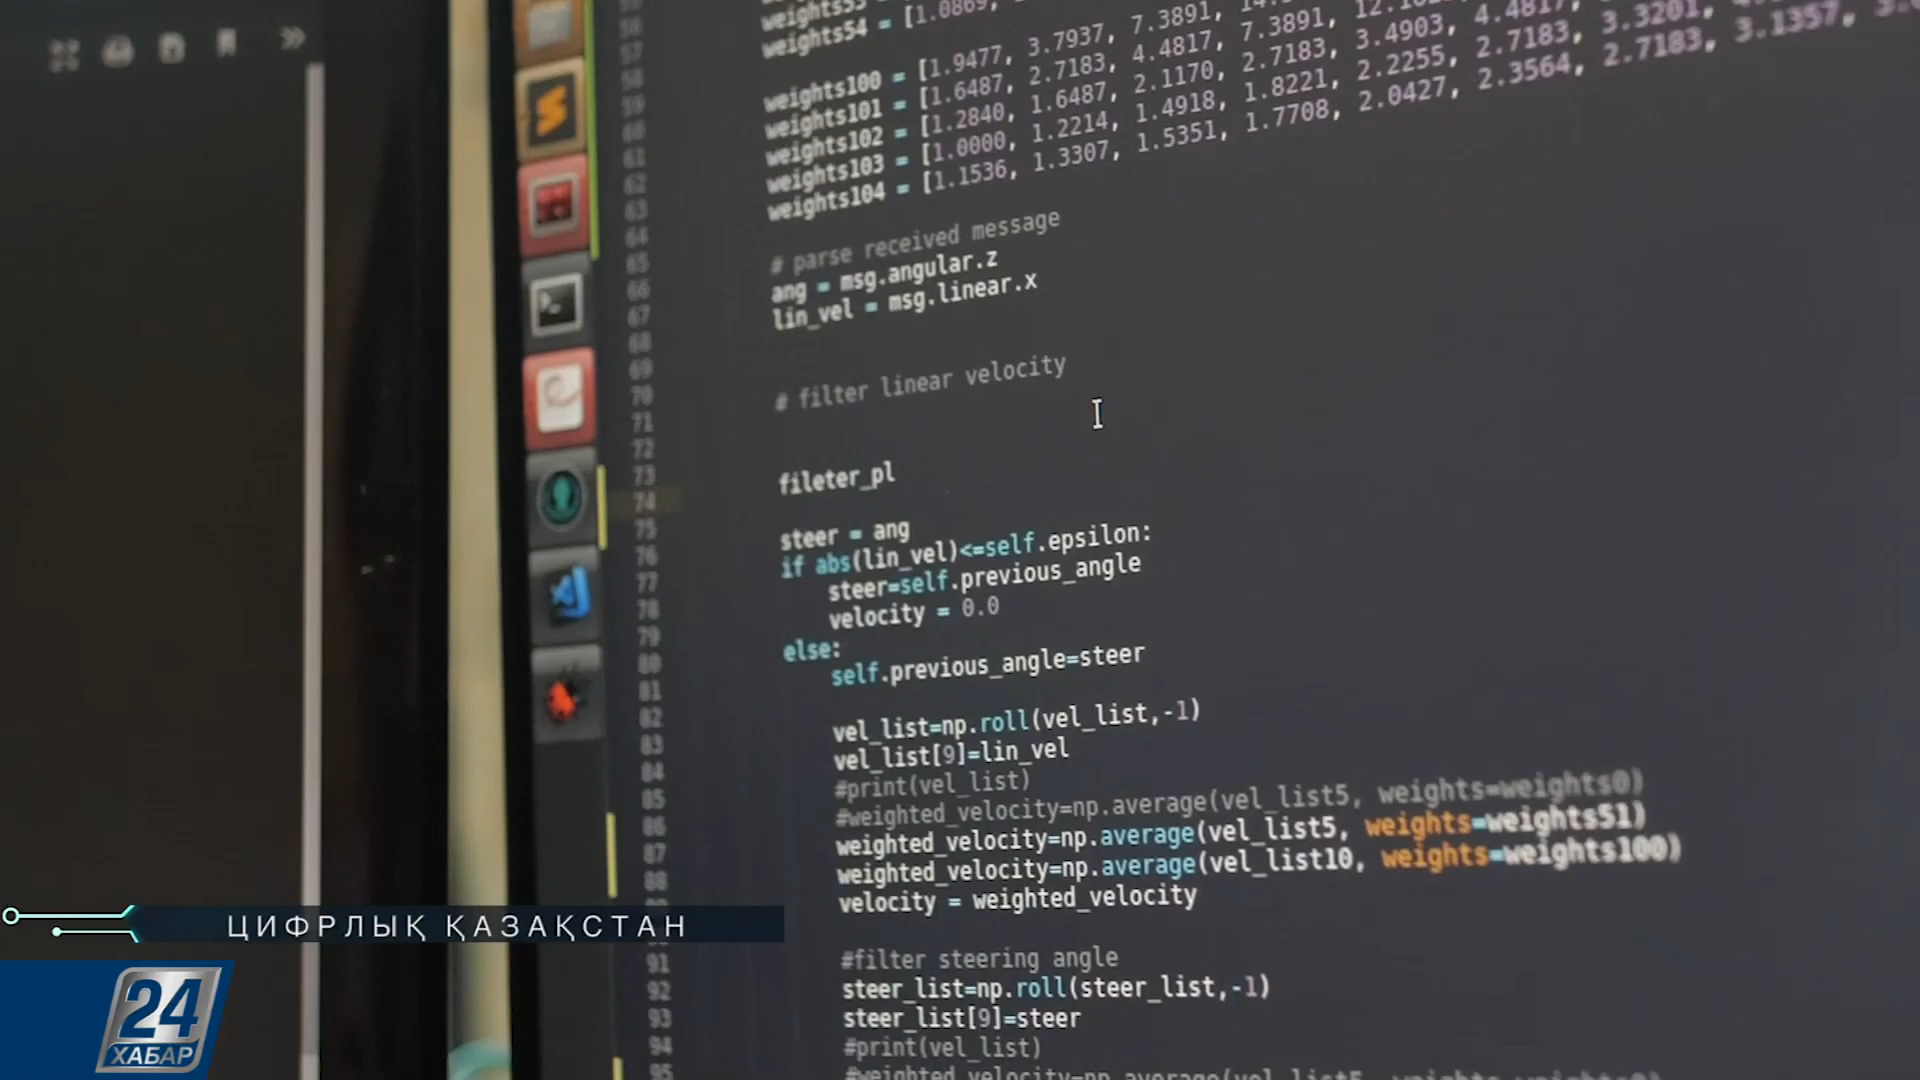 weights53
weights54 = [1.0869,
weights100 = [1.9477, 3.7937, 7.3891,
weights101 = [1.6487, 2.7183, 4.4817, 7.3891,
weights102 = [1.2840, 1.6487, 2.1170, 2.7183, 3.4903, 4.4817,
weights103 = [1.0000, 1.2214, 1.4918, 1.8221, 2.2255, 2.7183, 3.3201,
weights104 = [1.1536, 1.3307, 1.5351, 1.7708, 2.0427, 2.3564, 2.7183, 3.1357,
# parse received message
ang = msg.angular.z
lin_vel = msg.linear.x
# filter linear velocity
fileter_pl
steer = ang
if abs(lin_vel)<=self.epsilon:
steer=self.previous_angle
velocity = 0.0
else:
self.previous_angle=steer
vel_list=np.roll(vel_list,-1)
vel_list[9]=lin_vel
#print(vel_list)
#weighted_velocity=np.average(vel_list5, weights=weights0)
weighted_velocity=np.average(vel_list5, weights=weights51)
weighted_velocity=np.average(vel_list10, weights=weights100)
velocity = weighted_velocity
#filter steering angle
steer_list=np.roll(steer_list,-1)
steer_list[9]=steer
#print(vel_list)
#weighted_velocity=np.average(vel_list5,
ЦИФРЛЫҚ ҚАЗАҚСТАН
24
ХАБАР